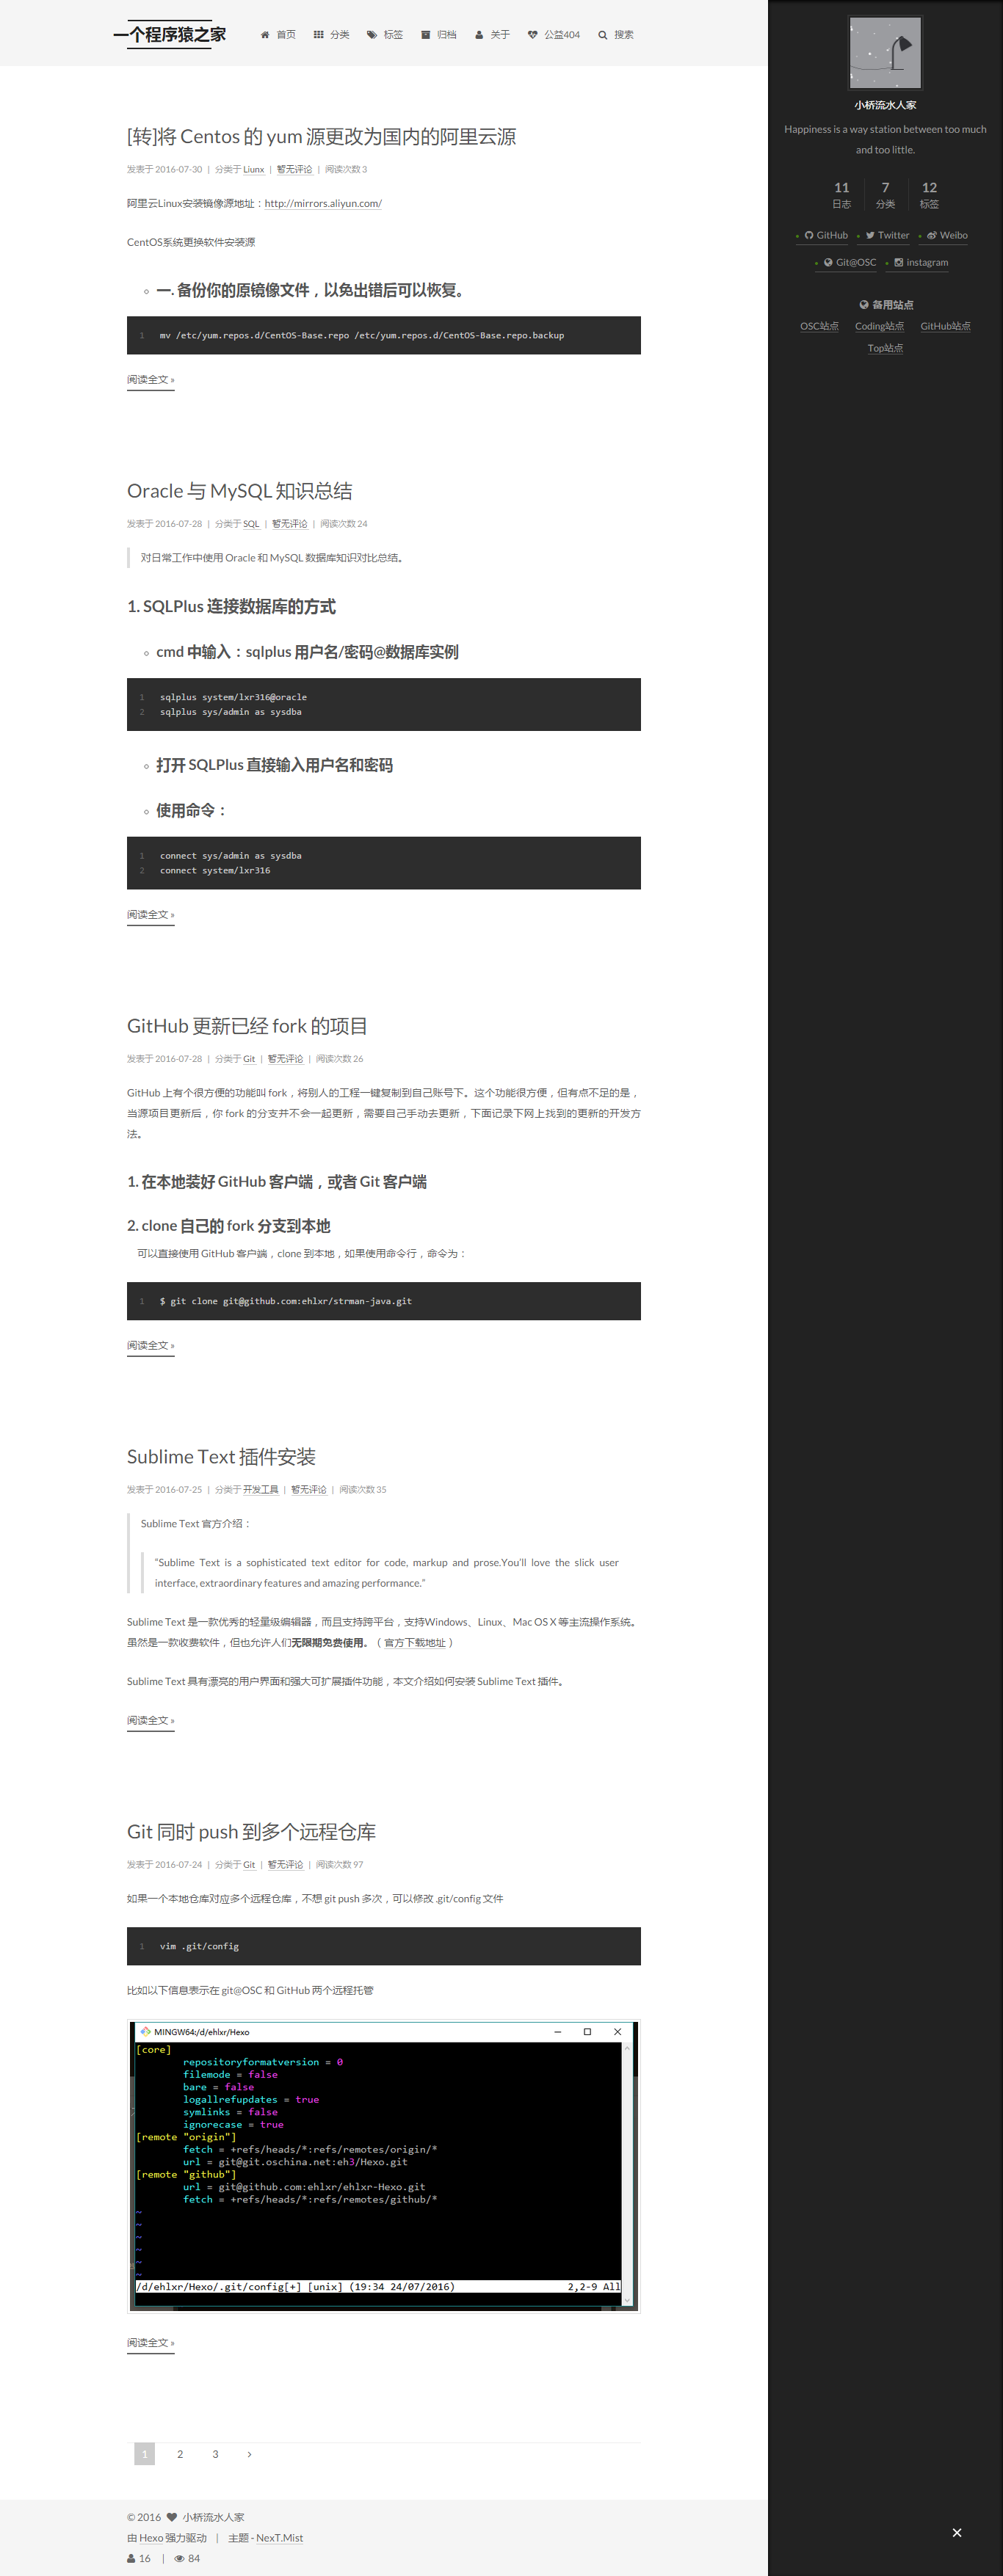 一个程序猿之家
首页 分类 标签 归档 关于 公益404 搜索
[转]将 Centos 的 yum 源更改为国内的阿里云源
发表于 2016-07-30 | 分类于 Liunx | 暂无评论 | 阅读次数 3
阿里云Linux安装镜像源地址：http://mirrors.aliyun.com/
CentOS系统更换软件安装源
一. 备份你的原镜像文件，以免出错后可以恢复。
1 mv /etc/yum.repos.d/CentOS-Base.repo /etc/yum.repos.d/CentOS-Base.repo.backup
阅读全文 »
Oracle 与 MySQL 知识总结
发表于 2016-07-28 | 分类于 SQL | 暂无评论 | 阅读次数 24
对日常工作中使用 Oracle 和 MySQL 数据库知识对比总结。
1. SQLPlus 连接数据库的方式
cmd 中输入：sqlplus 用户名/密码@数据库实例
1 sqlplus system/lxr316@oracle
2 sqlplus sys/admin as sysdba
打开 SQLPlus 直接输入用户名和密码
使用命令：
1 connect sys/admin as sysdba
2 connect system/lxr316
阅读全文 »
GitHub 更新已经 fork 的项目
发表于 2016-07-28 | 分类于 Git | 暂无评论 | 阅读次数 26
GitHub 上有个很方便的功能叫 fork，将别人的工程一键复制到自己账号下。这个功能很方便，但有点不足的是，
当源项目更新后，你 fork 的分支并不会一起更新，需要自己手动去更新，下面记录下网上找到的更新的开发方
法。
1. 在本地装好 GitHub 客户端，或者 Git 客户端
2. clone 自己的 fork 分支到本地
可以直接使用 GitHub 客户端，clone 到本地，如果使用命令行，命令为：
1 $ git clone git@github.com:ehlxr/strman-java.git
阅读全文 »
Sublime Text 插件安装
发表于 2016-07-25 | 分类于 开发工具 | 暂无评论 | 阅读次数 35
Sublime Text 官方介绍：
“Sublime Text is a sophisticated text editor for code, markup and prose.You’ll love the slick user
interface, extraordinary features and amazing performance.”
Sublime Text 是一款优秀的轻量级编辑器，而且支持跨平台，支持Windows、Linux、Mac OS X 等主流操作系统。
虽然是一款收费软件，但也允许人们无限期免费使用。（官方下载地址）
Sublime Text 具有漂亮的用户界面和强大可扩展插件功能，本文介绍如何安装 Sublime Text 插件。
阅读全文 »
Git 同时 push 到多个远程仓库
发表于 2016-07-24 | 分类于 Git | 暂无评论 | 阅读次数 97
如果一个本地仓库对应多个远程仓库，不想 git push 多次，可以修改 .git/config 文件
1 vim .git/config
比如以下信息表示在 git@OSC 和 GitHub 两个远程托管
MINGW64:/d/ehlxr/Hexo
[core]
repositoryformatversion = 0
filemode = false
bare = false
logallrefupdates = true
symlinks = false
ignorecase = true
[remote "origin"]
fetch = +refs/heads/*:refs/remotes/origin/*
url = git@git.oschina.net:eh3/Hexo.git
[remote "github"]
url = git@github.com:ehlxr/ehlxr-Hexo.git
fetch = +refs/heads/*:refs/remotes/github/*
~
~
~
~
~
~
/d/ehlxr/Hexo/.git/config[+] [unix] (19:34 24/07/2016) 2,2-9 All
阅读全文 »
1 2 3
© 2016 小桥流水人家
由 Hexo 强力驱动 | 主题 - NexT.Mist
16 | 84
小桥流水人家
Happiness is a way station between too much
and too little.
11 7 12
日志 分类 标签
GitHub Twitter Weibo
Git@OSC instagram
备用站点
OSC站点 Coding站点 GitHub站点
Top站点